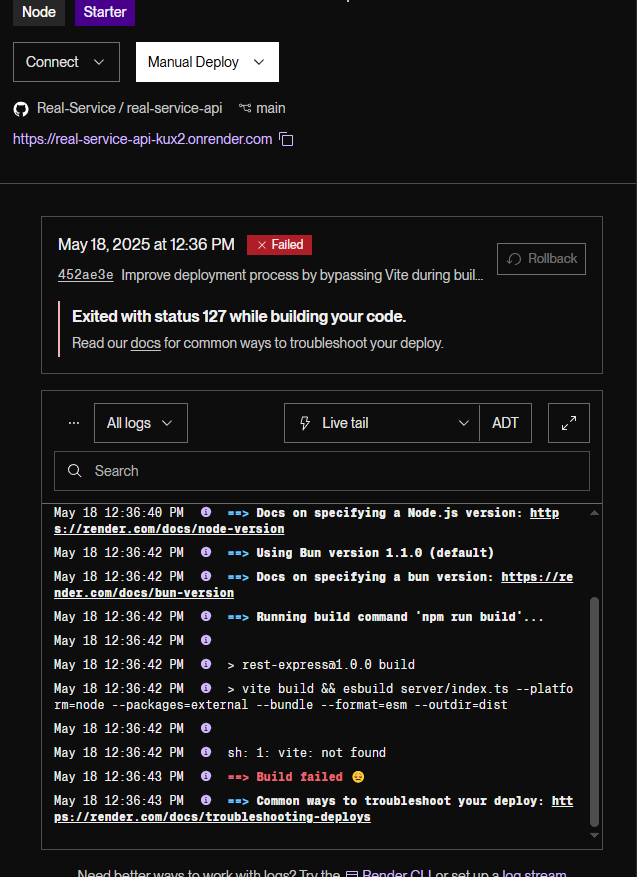 Node Starter
Connect Manual Deploy
Real-Service / real-service-api main
https://real-service-api-kux2.onrender.com
May 18, 2025 at 12:36 PM Failed
Rollback
452ae3e Improve deployment process by bypassing Vite during buil...
Exited with status 127 while building your code.
Read our docs for common ways to troubleshoot your deploy.
... All logs Live tail ADT
Search
May 18 12:36:40 PM ==> Docs on specifying a Node.js version: http
s://render.com/docs/node-version
May 18 12:36:42 PM ==> Using Bun version 1.1.0 (default)
May 18 12:36:42 PM ==> Docs on specifying a bun version: https://re
nder.com/docs/bun-version
May 18 12:36:42 PM ==> Running build command 'npm run build'...
May 18 12:36:42 PM
May 18 12:36:42 PM > rest-express@1.0.0 build
May 18 12:36:42 PM > vite build && esbuild server/index.ts --platfo
rm=node --packages=external --bundle --format=esm --outdir=dist
May 18 12:36:42 PM
May 18 12:36:42 PM sh: 1: vite: not found
May 18 12:36:43 PM ==> Build failed 😞
May 18 12:36:43 PM ==> Common ways to troubleshoot your deploy: htt
ps://render.com/docs/troubleshooting-deploys
Need better ways to work with logs? Try the Render CLI or set up a log stream